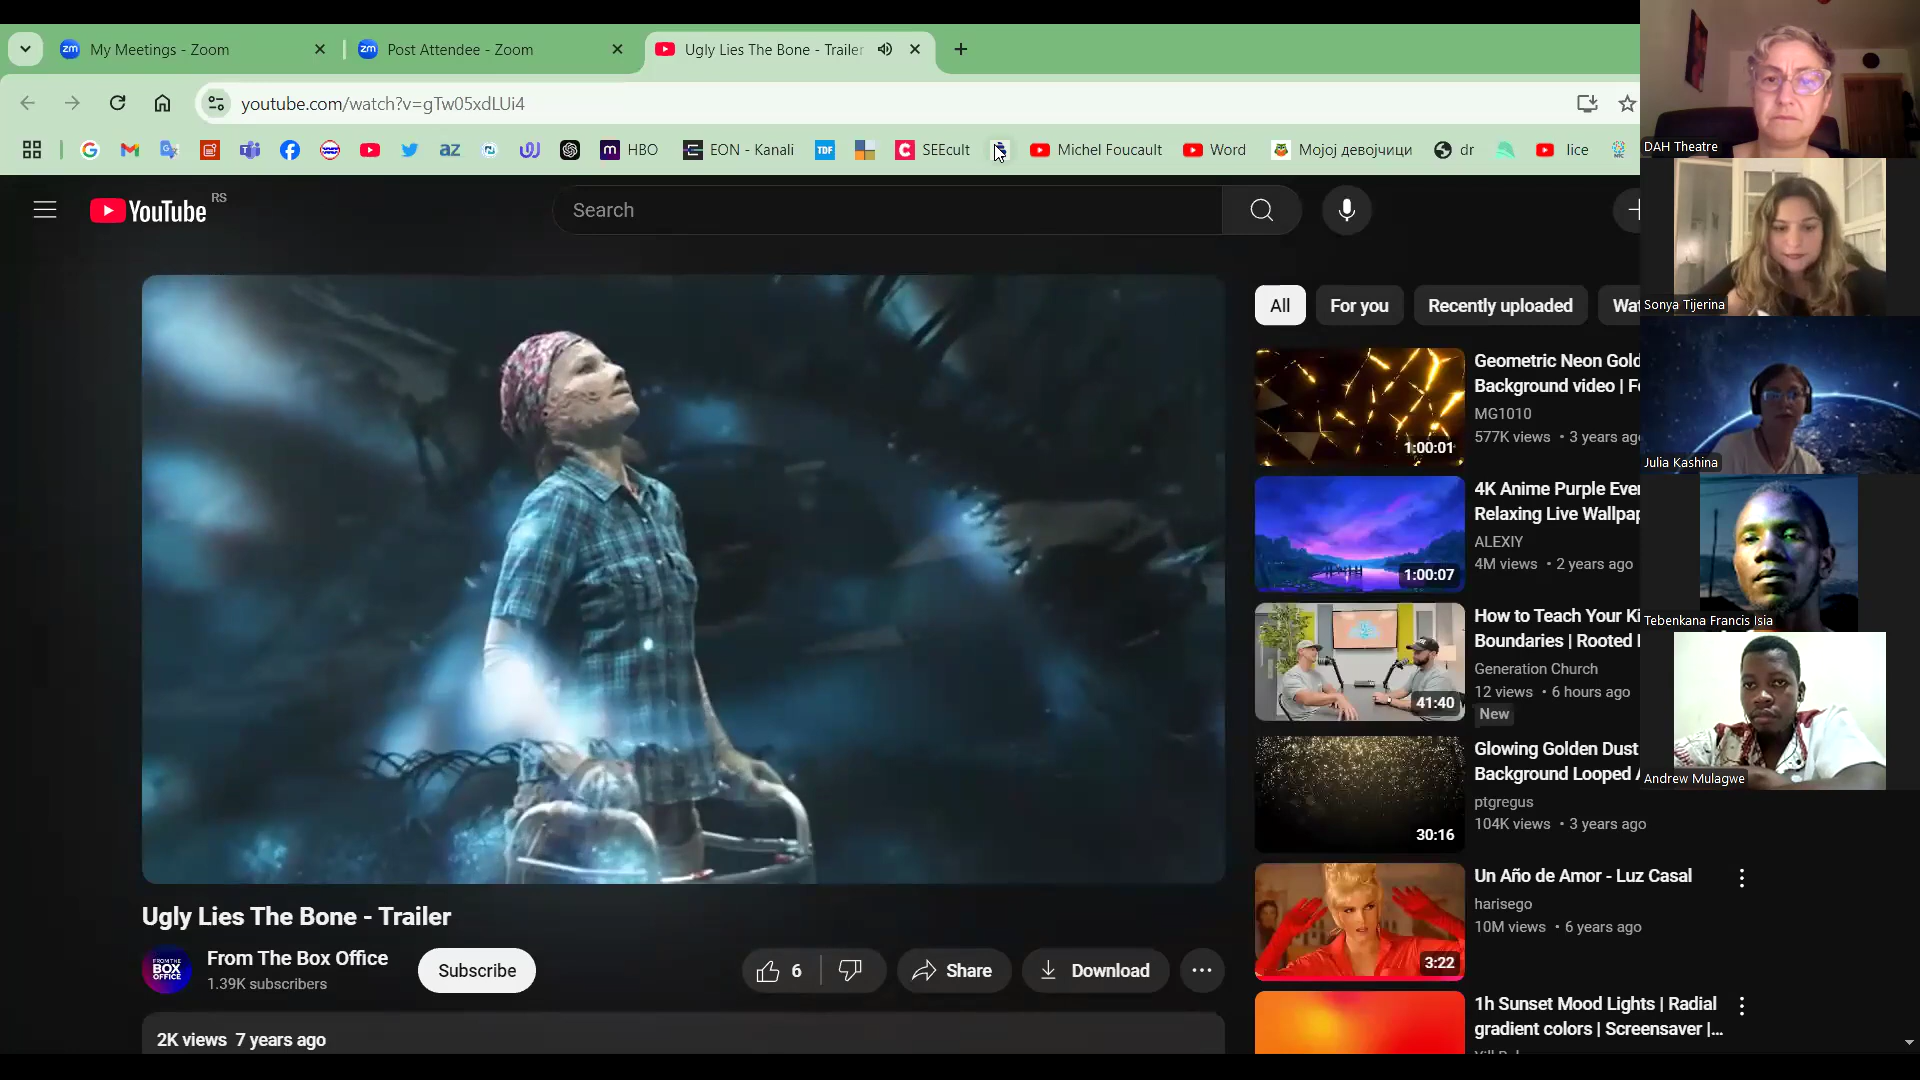 My Meetings - Zoom
Post Attendee - Zoom
Ugly Lies The Bone - Trailer
youtube.com/watch?v=gTw05xdLUi4
HBO
EON - Kanali
TDF
SEEcult
Michel Foucault
Word
Мојој девојчици
dr
lice
YouTube RS
Search
All
For you
Recently uploaded
Wat
Geometric Neon Gold
Background video | Fo
MG1010
577K views • 3 years ago
1:00:01
4K Anime Purple Ever
Relaxing Live Wallpap
ALEXIY
4M views • 2 years ago
1:00:07
How to Teach Your Ki
Boundaries | Rooted
Generation Church
12 views • 6 hours ago
New
41:40
Glowing Golden Dust
Background Looped A
ptgregus
104K views • 3 years ago
30:16
Un Año de Amor - Luz Casal
harisego
10M views • 6 years ago
3:22
1h Sunset Mood Lights | Radial
gradient colors | Screensaver |...
Ugly Lies The Bone - Trailer
FROM THE
BOX
OFFICE
From The Box Office
1.39K subscribers
Subscribe
6
Share
Download
2K views 7 years ago
DAH Theatre
Sonya Tijerina
Julia Kashina
Tebenkana Francis Isia
Andrew Mulagwe